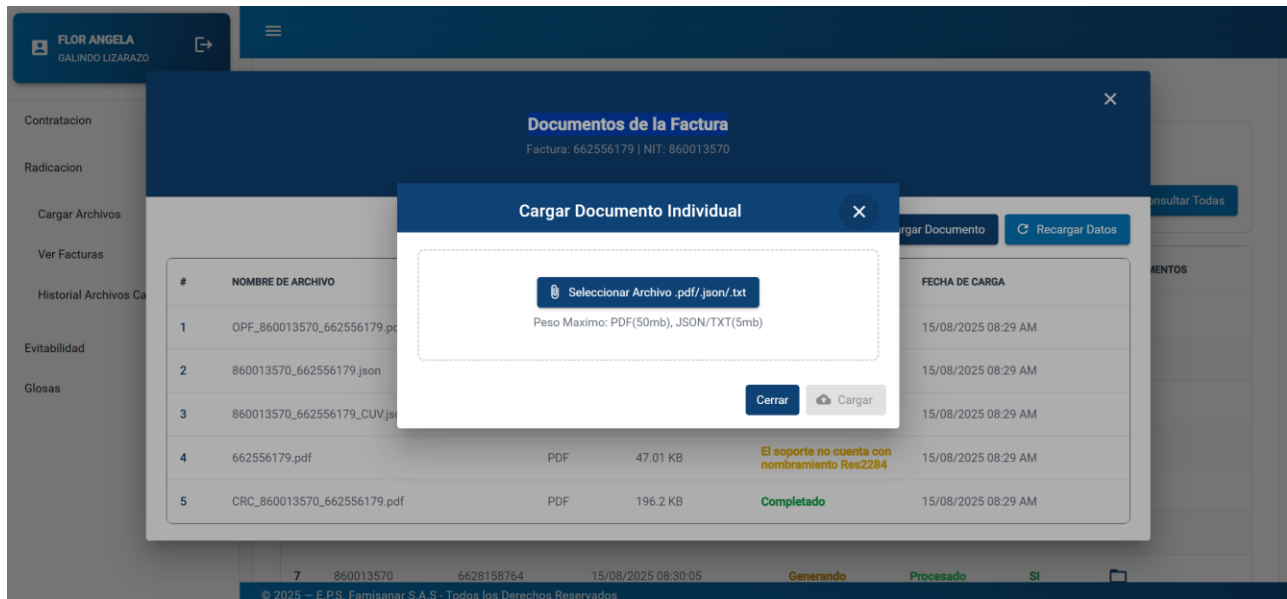 FLOR ANGELA
GALINDO LIZARAZO
Contratacion
Radicacion
Cargar Archivos
Ver Facturas
Historial Archivos Ca
Evitabilidad
Glosas
Documentos de la Factura
Factura: 662556179 | NIT: 860013570
Consultar Todas
Cargar Documento Individual
rgar Documento
Recargar Datos
Seleccionar Archivo .pdf/.json/.txt
Peso Maximo: PDF(50mb), JSON/TXT(5mb)
Cerrar
Cargar
# NOMBRE DE ARCHIVO FECHA DE CARGA
1 OPF_860013570_662556179.pd 15/08/2025 08:29 AM
2 860013570_662556179.json 15/08/2025 08:29 AM
3 860013570_662556179_CUV.jso 15/08/2025 08:29 AM
4 662556179.pdf PDF 47.01 KB El soporte no cuenta con
nombramiento Res2284 15/08/2025 08:29 AM
5 CRC_860013570_662556179.pdf PDF 196.2 KB Completado 15/08/2025 08:29 AM
7 860013570 6628158764 15/08/2025 08:30:05 Generando Procesado SI
© 2025 — E.P.S. Famisanar S.A.S - Todos los Derechos Reservados